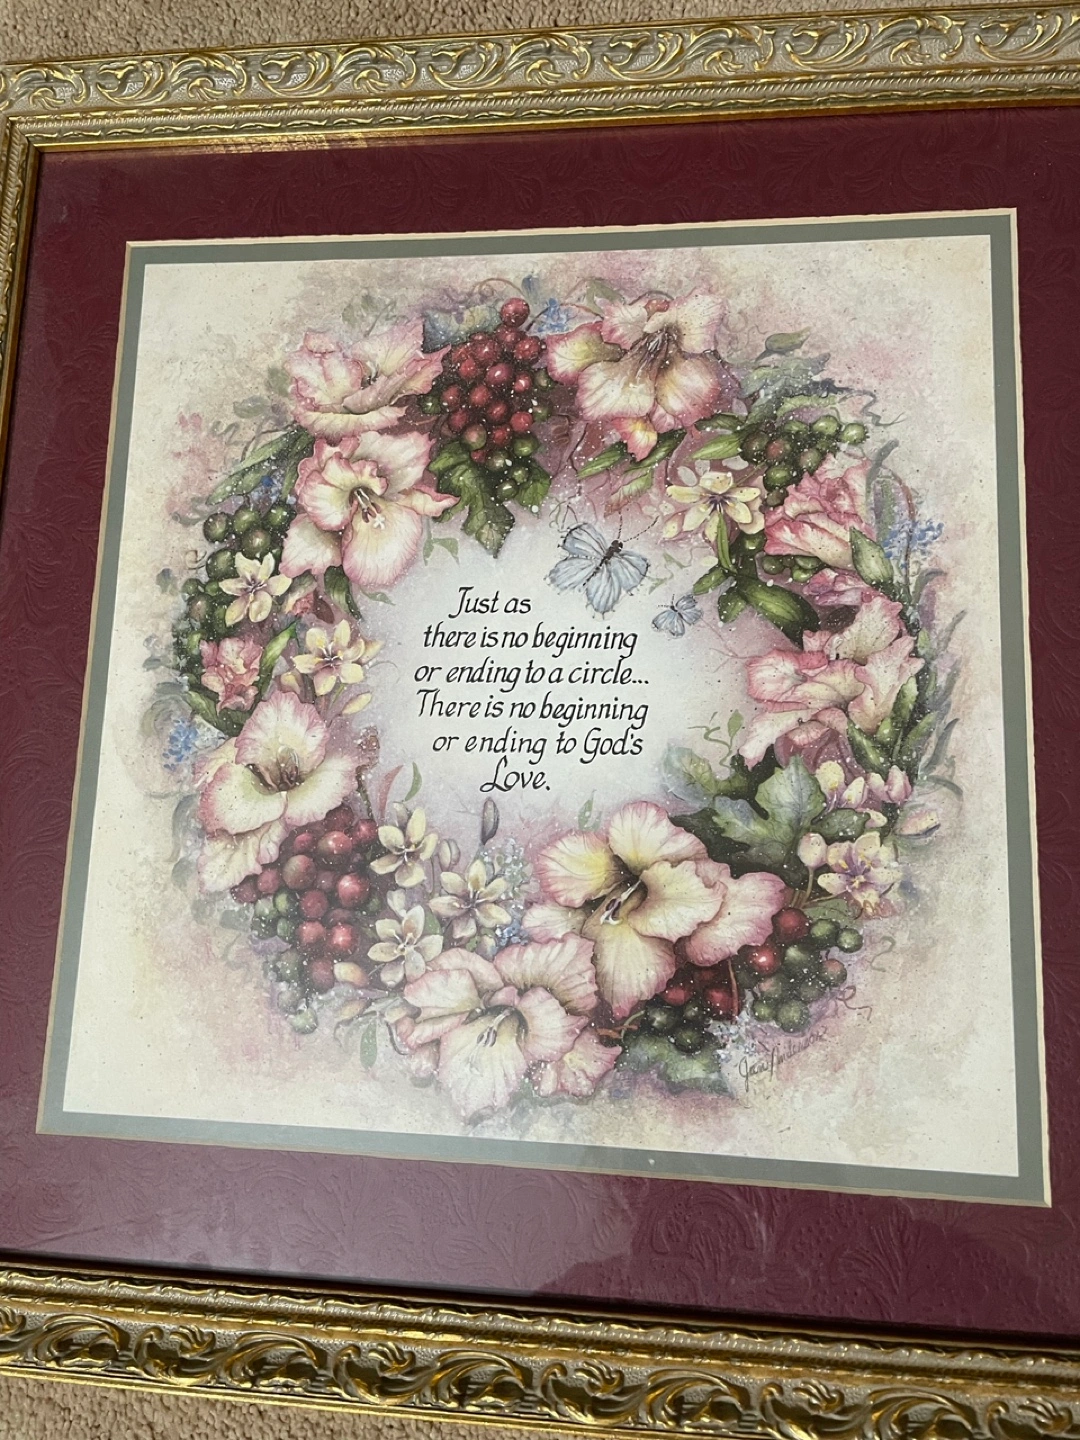 Just as
there is no beginning
or ending to a circle...
There is no beginning
or ending to God's
Love.